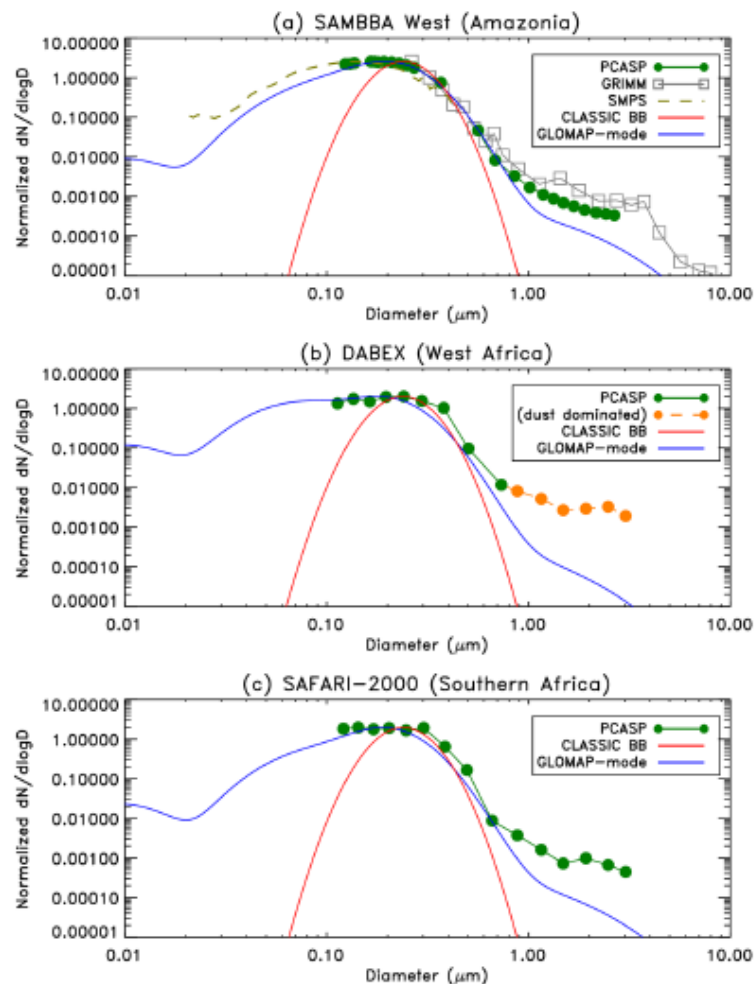 (a) SAMBBA West (Amazonia)
Normalized dN/dlogD
10.00000
1.00000
0.10000
0.01000
0.00100
0.00010
0.00001
PCASP
GRIMM
SMPS
CLASSIC BB
GLOMAP-mode
0.01 0.10 1.00 10.00
Diameter (μm)
(b) DABEX (West Africa)
Normalized dN/dlogD
10.00000
1.00000
0.10000
0.01000
0.00100
0.00010
0.00001
PCASP
(dust dominated)
CLASSIC BB
GLOMAP-mode
0.01 0.10 1.00 10.00
Diameter (μm)
(c) SAFARI-2000 (Southern Africa)
Normalized dN/dlogD
10.00000
1.00000
0.10000
0.01000
0.00100
0.00010
0.00001
PCASP
CLASSIC BB
GLOMAP-mode
0.01 0.10 1.00 10.00
Diameter (μm)